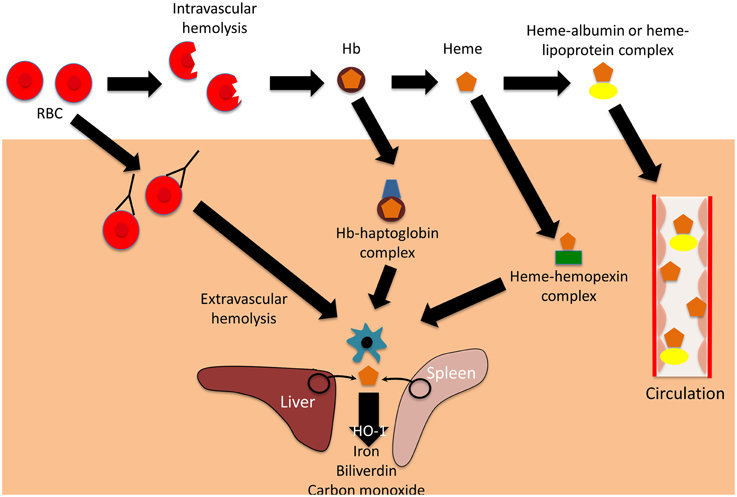 Intravascular
hemolysis
Hb
Heme
Heme-albumin or heme-
lipoprotein complex
RBC
Hb-haptoglobin
complex
Heme-hemopexin
complex
Extravascular
hemolysis
Liver
Spleen
Circulation
HO-1
Iron
Biliverdin
Carbon monoxide